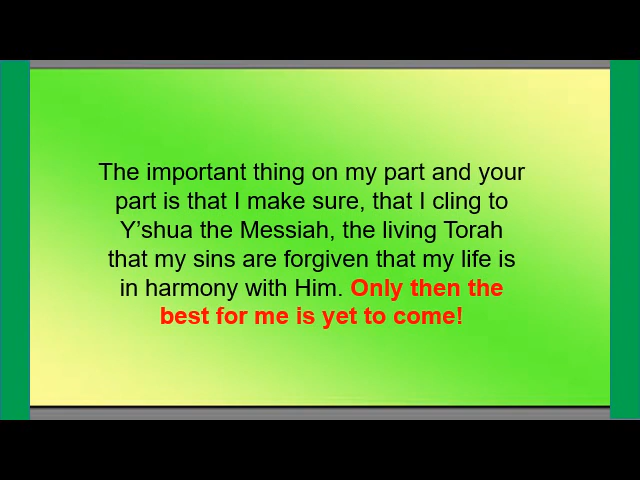 The important thing on my part and your
part is that I make sure, that I cling to
Y’shua the Messiah, the living Torah
that my sins are forgiven that my life is
in harmony with Him. Only then the
best for me is yet to come!